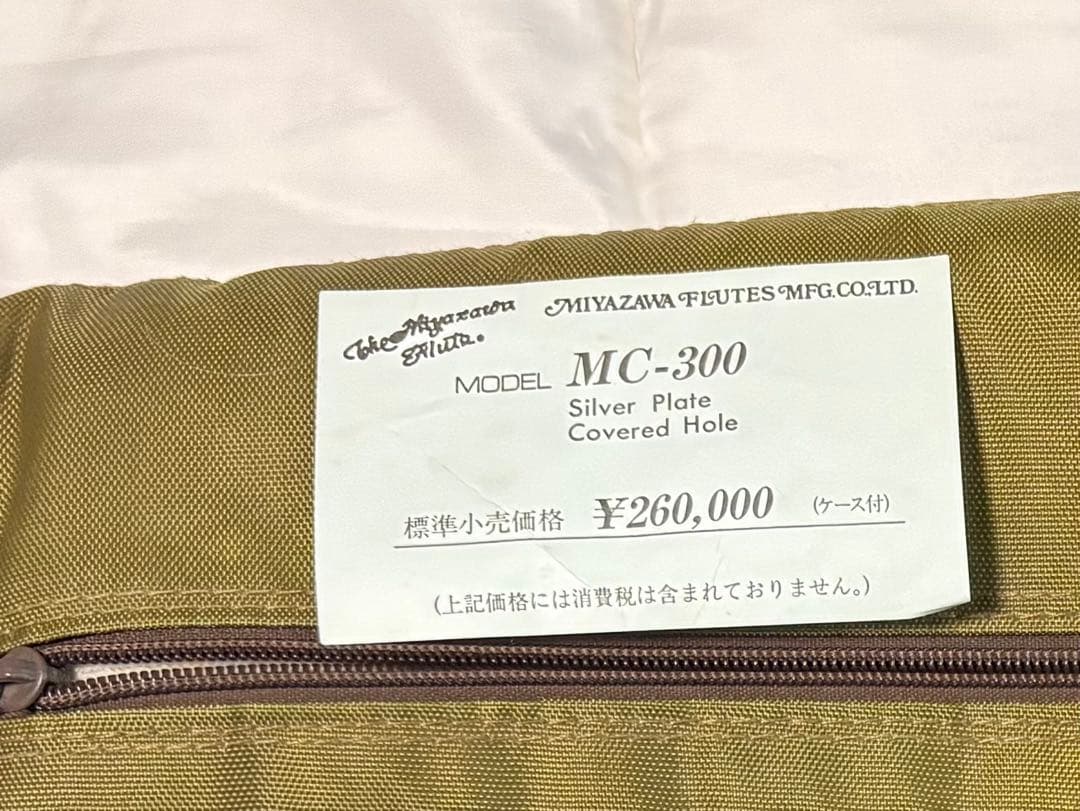 The Miyazawa
Flute.
MIYAZAWA FLUTES MFG.CO.,LTD.
MODEL MC-300
Silver Plate
Covered Hole
標準小売価格 ¥260,000 (ケース付)
(上記価格には消費税は含まれておりません。)